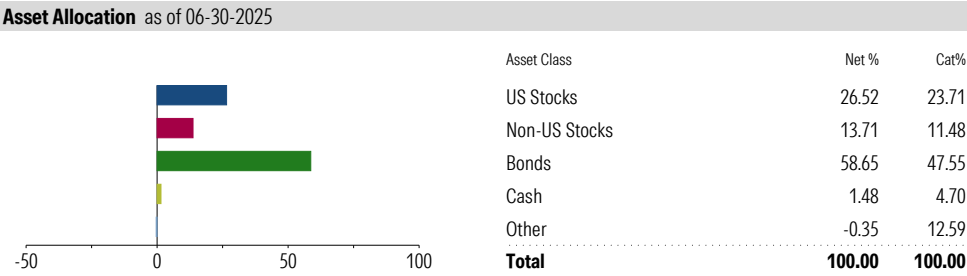 Asset Allocation as of 06-30-2025
Asset Class Net % Cat%
US Stocks 26.52 23.71
Non-US Stocks 13.71 11.48
Bonds 58.65 47.55
Cash 1.48 4.70
Other -0.35 12.59
-50 0 50 100
Total 100.00 100.00